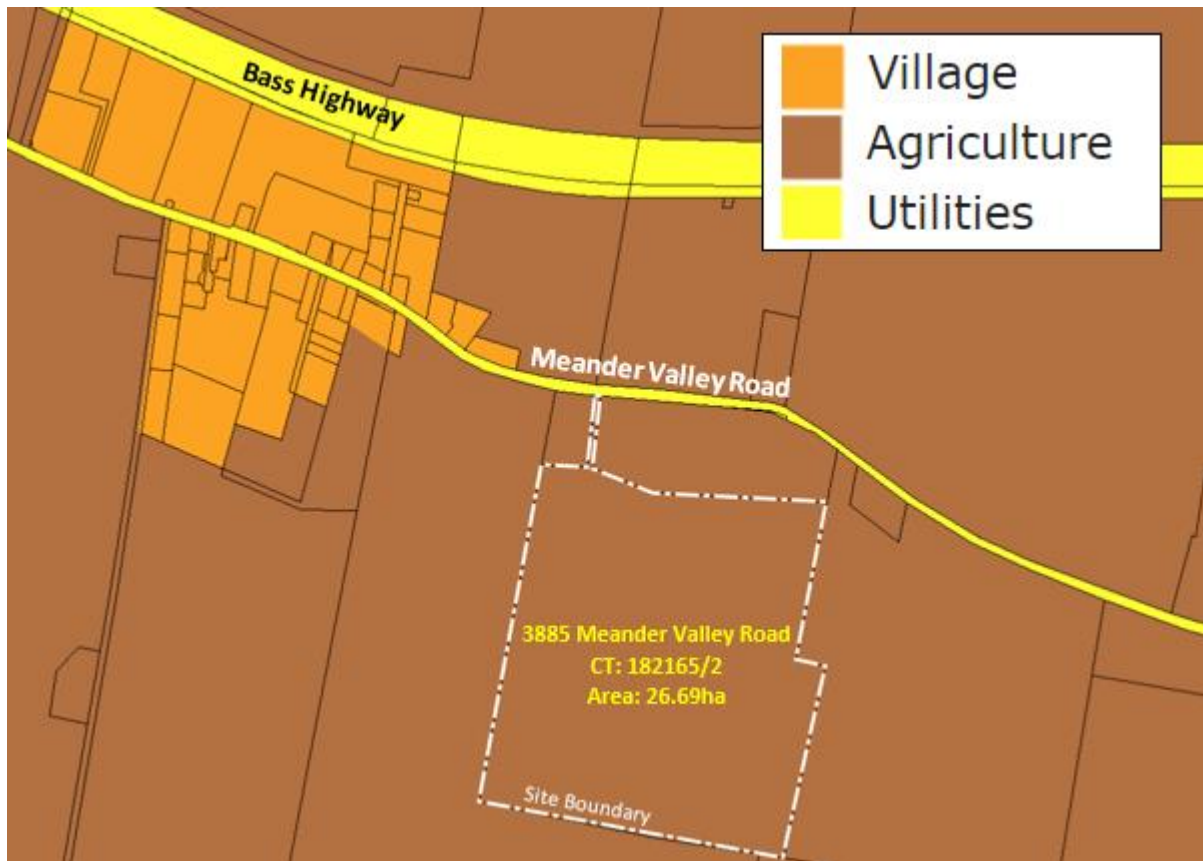 Bass Highway
Village
Agriculture
Utilities
Meander Valley Road
3885 Meander Valley Road
CT: 182165/2
Area: 26.69ha
Site Boundary